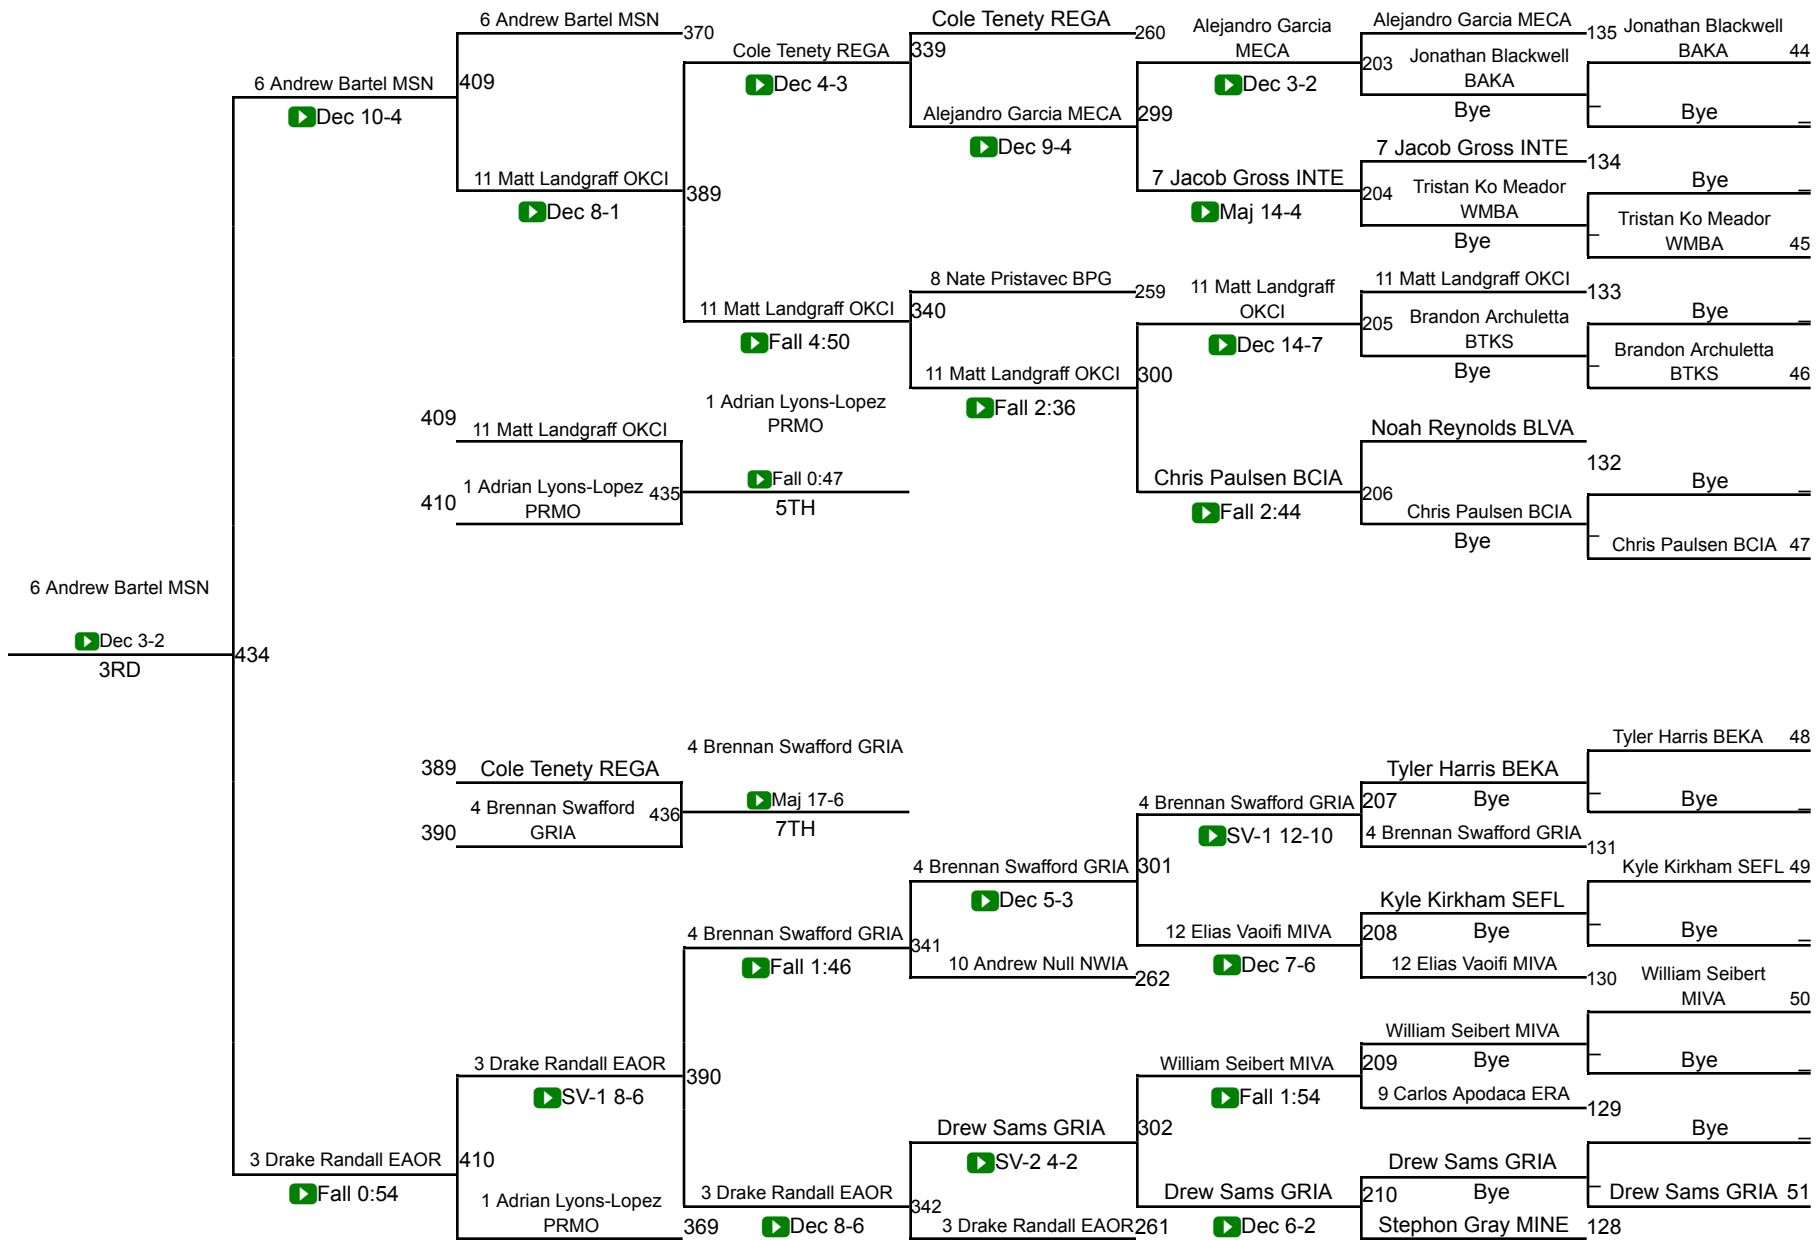 6 Andrew Bartel MSN
370
Cole Tenety REGA
260
Alejandro Garcia
MECA
Alejandro Garcia MECA
135
Jonathan Blackwell
BAKA 44
Cole Tenety REGA
339
203
Jonathan Blackwell
BAKA
6 Andrew Bartel MSN
409
Dec 4-3
Dec 3-2
Bye
_
Bye
_
Dec 10-4
Alejandro Garcia MECA
299
Dec 9-4
7 Jacob Gross INTE
134
11 Matt Landgraff OKCI
389
7 Jacob Gross INTE
204
Tristan Ko Meador
WMBA
Bye
_
Dec 8-1
Maj 14-4
Bye
_
Tristan Ko Meador
WMBA 45
8 Nate Pristavec BPG
259
11 Matt Landgraff
OKCI
11 Matt Landgraff OKCI
133
11 Matt Landgraff OKCI
340
205
Brandon Archuletta
BTKS
Bye
_
Fall 4:50
Dec 14-7
Bye
_
Brandon Archuletta
BTKS 46
11 Matt Landgraff OKCI
300
Fall 2:36
409
11 Matt Landgraff OKCI
1 Adrian Lyons-Lopez
PRMO
Noah Reynolds BLVA
132
410
1 Adrian Lyons-Lopez
PRMO
435
Fall 0:47
5TH
Chris Paulsen BCIA
206
Chris Paulsen BCIA
Bye
_
Fall 2:44
Bye
_
Chris Paulsen BCIA 47
6 Andrew Bartel MSN
Dec 3-2
434
3RD
389
Cole Tenety REGA
4 Brennan Swafford GRIA
Tyler Harris BEKA 48
390
4 Brennan Swafford
GRIA
436
Maj 17-6
7TH
Tyler Harris BEKA
4 Brennan Swafford GRIA
207
Bye
_
Bye
_
SV-1 12-10
4 Brennan Swafford GRIA
131
4 Brennan Swafford GRIA
301
Kyle Kirkham SEFL 49
Dec 5-3
Kyle Kirkham SEFL
4 Brennan Swafford GRIA
341
12 Elias Vaoifi MIVA
208
Bye
_
Bye
_
Fall 1:46
10 Andrew Null NWIA
262
Dec 7-6
12 Elias Vaoifi MIVA
130
William Seibert
MIVA 50
3 Drake Randall EAOR
390
William Seibert MIVA
William Seibert MIVA
209
Bye
_
Bye
_
SV-1 8-6
Fall 1:54
9 Carlos Apodaca ERA
129
Drew Sams GRIA
302
Bye
_
3 Drake Randall EAOR
410
SV-2 4-2
Drew Sams GRIA
Fall 0:54
1 Adrian Lyons-Lopez
PRMO
369
3 Drake Randall EAOR
342
Drew Sams GRIA
210
Bye
_
Drew Sams GRIA 51
Dec 8-6
3 Drake Randall EAOR
261
Dec 6-2
Stephon Gray MINE
128